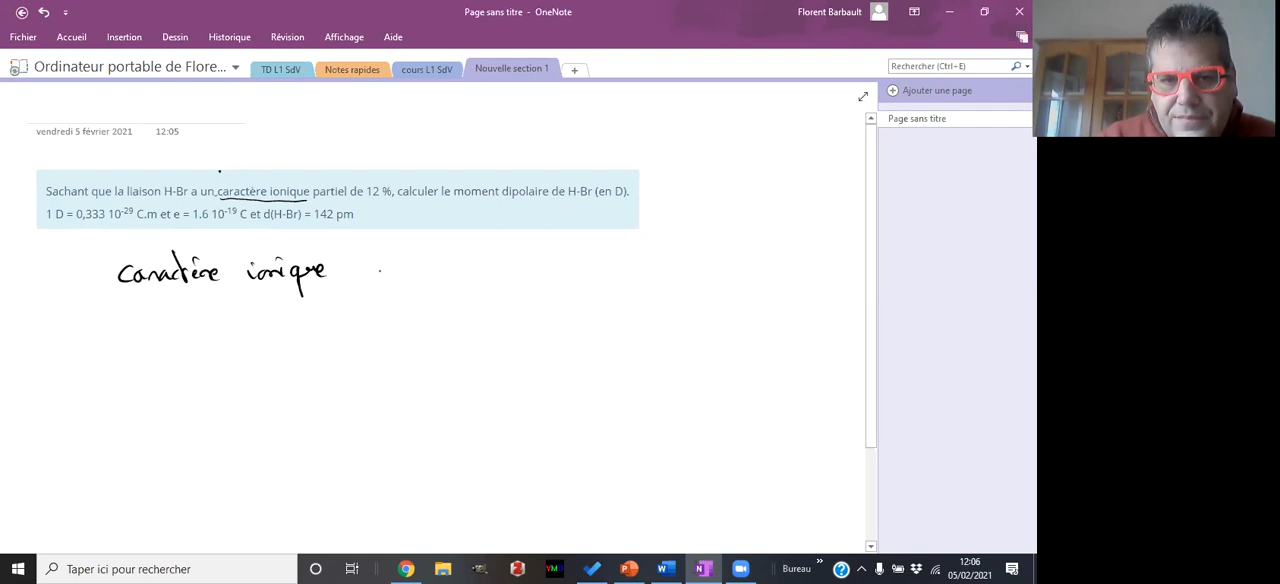 Page sans titre - OneNote
Florent Barbault
Fichier Accueil Insertion Dessin Historique Révision Affichage Aide
Ordinateur portable de Flore... TD L1 SdV Notes rapides cours L1 SdV Nouvelle section 1
Rechercher (Ctrl+E)
Ajouter une page
Page sans titre
vendredi 5 février 2021 12:05
Sachant que la liaison H-Br a un caractère ionique partiel de 12 %, calculer le moment dipolaire de H-Br (en D).
1 D = 0,333 10⁻²⁹ C.m et e = 1.6 10⁻¹⁹ C et d(H-Br) = 142 pm
caractère ionique
Taper ici pour rechercher
YMD
Bureau
12:06
05/02/2021